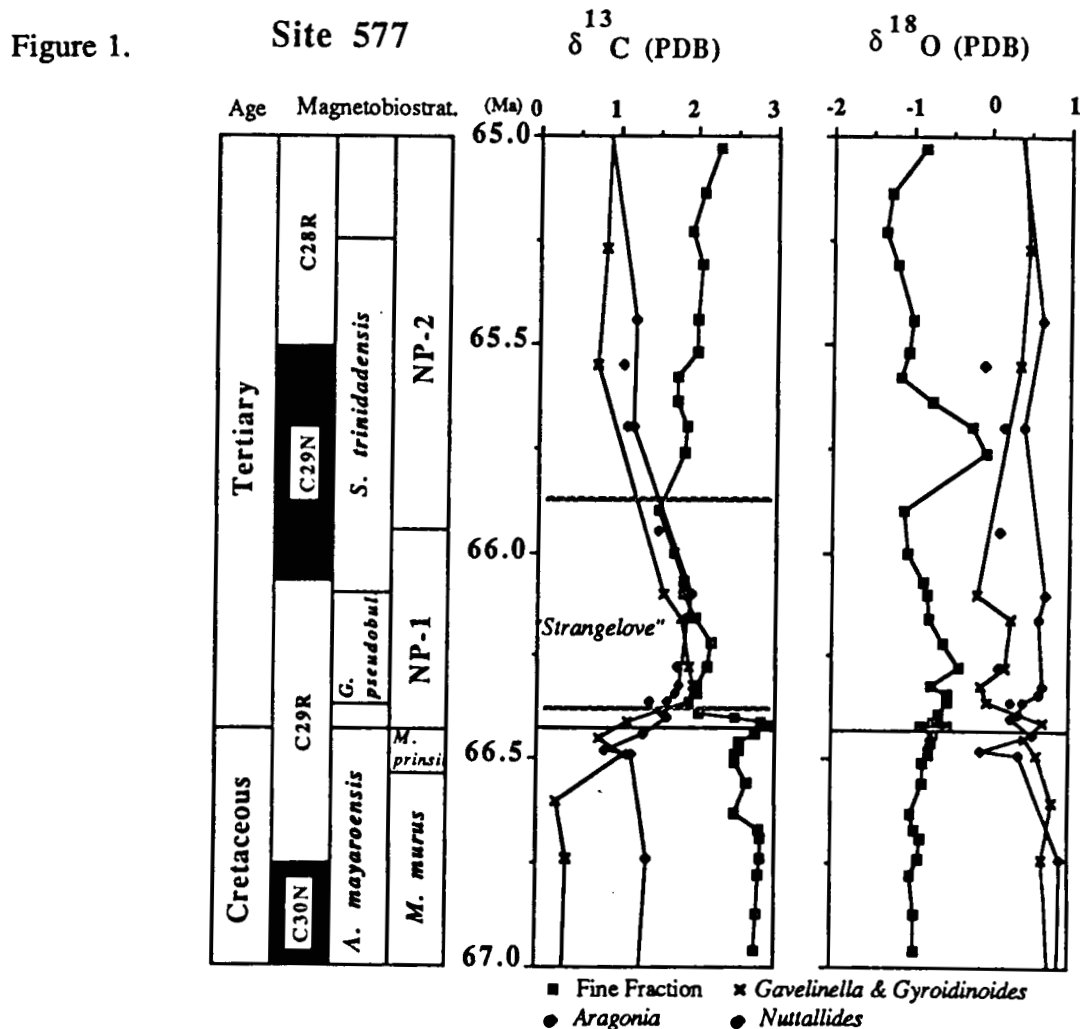 Figure 1.
Site 577
δ 13 C (PDB)
δ 18 O (PDB)
Age Magnetobiostrat. (Ma) 0 1 2 3 -2 -1 0 1
65.0
65.5
66.0
66.5
67.0
Tertiary
Cretaceous
C28R
C29N
C29R
C30N
S. trinidadensis
G. pseudobul
A. mayaroensis
NP-2
NP-1
M. prinsii
M. murus
"Strangelove"
Fine Fraction
Gavelinella & Gyroidinoides
Aragonia
Nuttallides